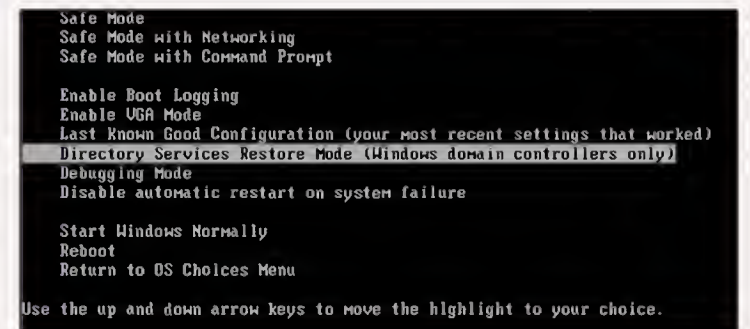 Safe Mode
Safe Mode with Networking
Safe Mode with Command Prompt
Enable Boot Logging
Enable VGA Mode
Last Known Good Configuration (your most recent settings that worked)
Directory Services Restore Mode (Windows domain controllers only)
Debugging Mode
Disable automatic restart on system failure
Start Windows Normally
Reboot
Return to OS Choices Menu
Use the up and down arrow keys to move the highlight to your choice.